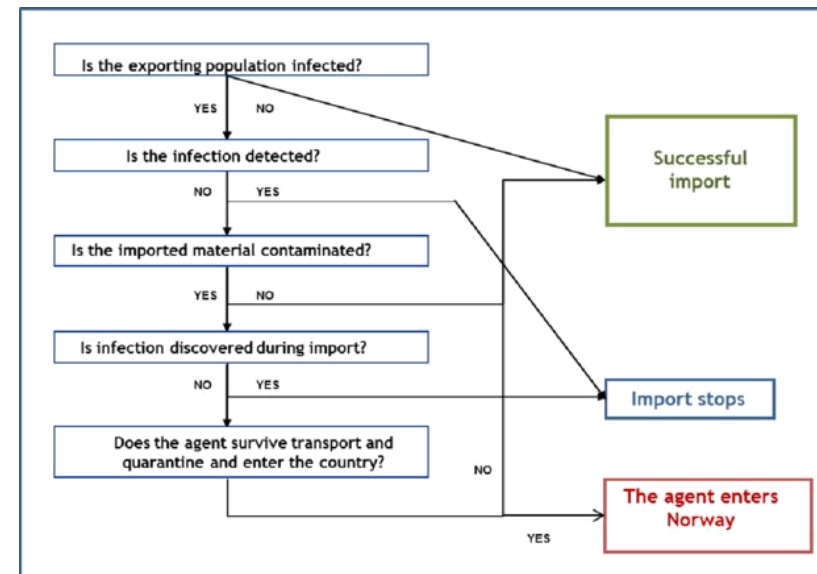 Is the exporting population infected?
YES NO
Is the infection detected?
Successful
import
NO YES
Is the imported material contaminated?
YES NO
Is infection discovered during import?
NO YES
Import stops
Does the agent survive transport and
quarantine and enter the country?
NO
The agent enters
Norway
YES